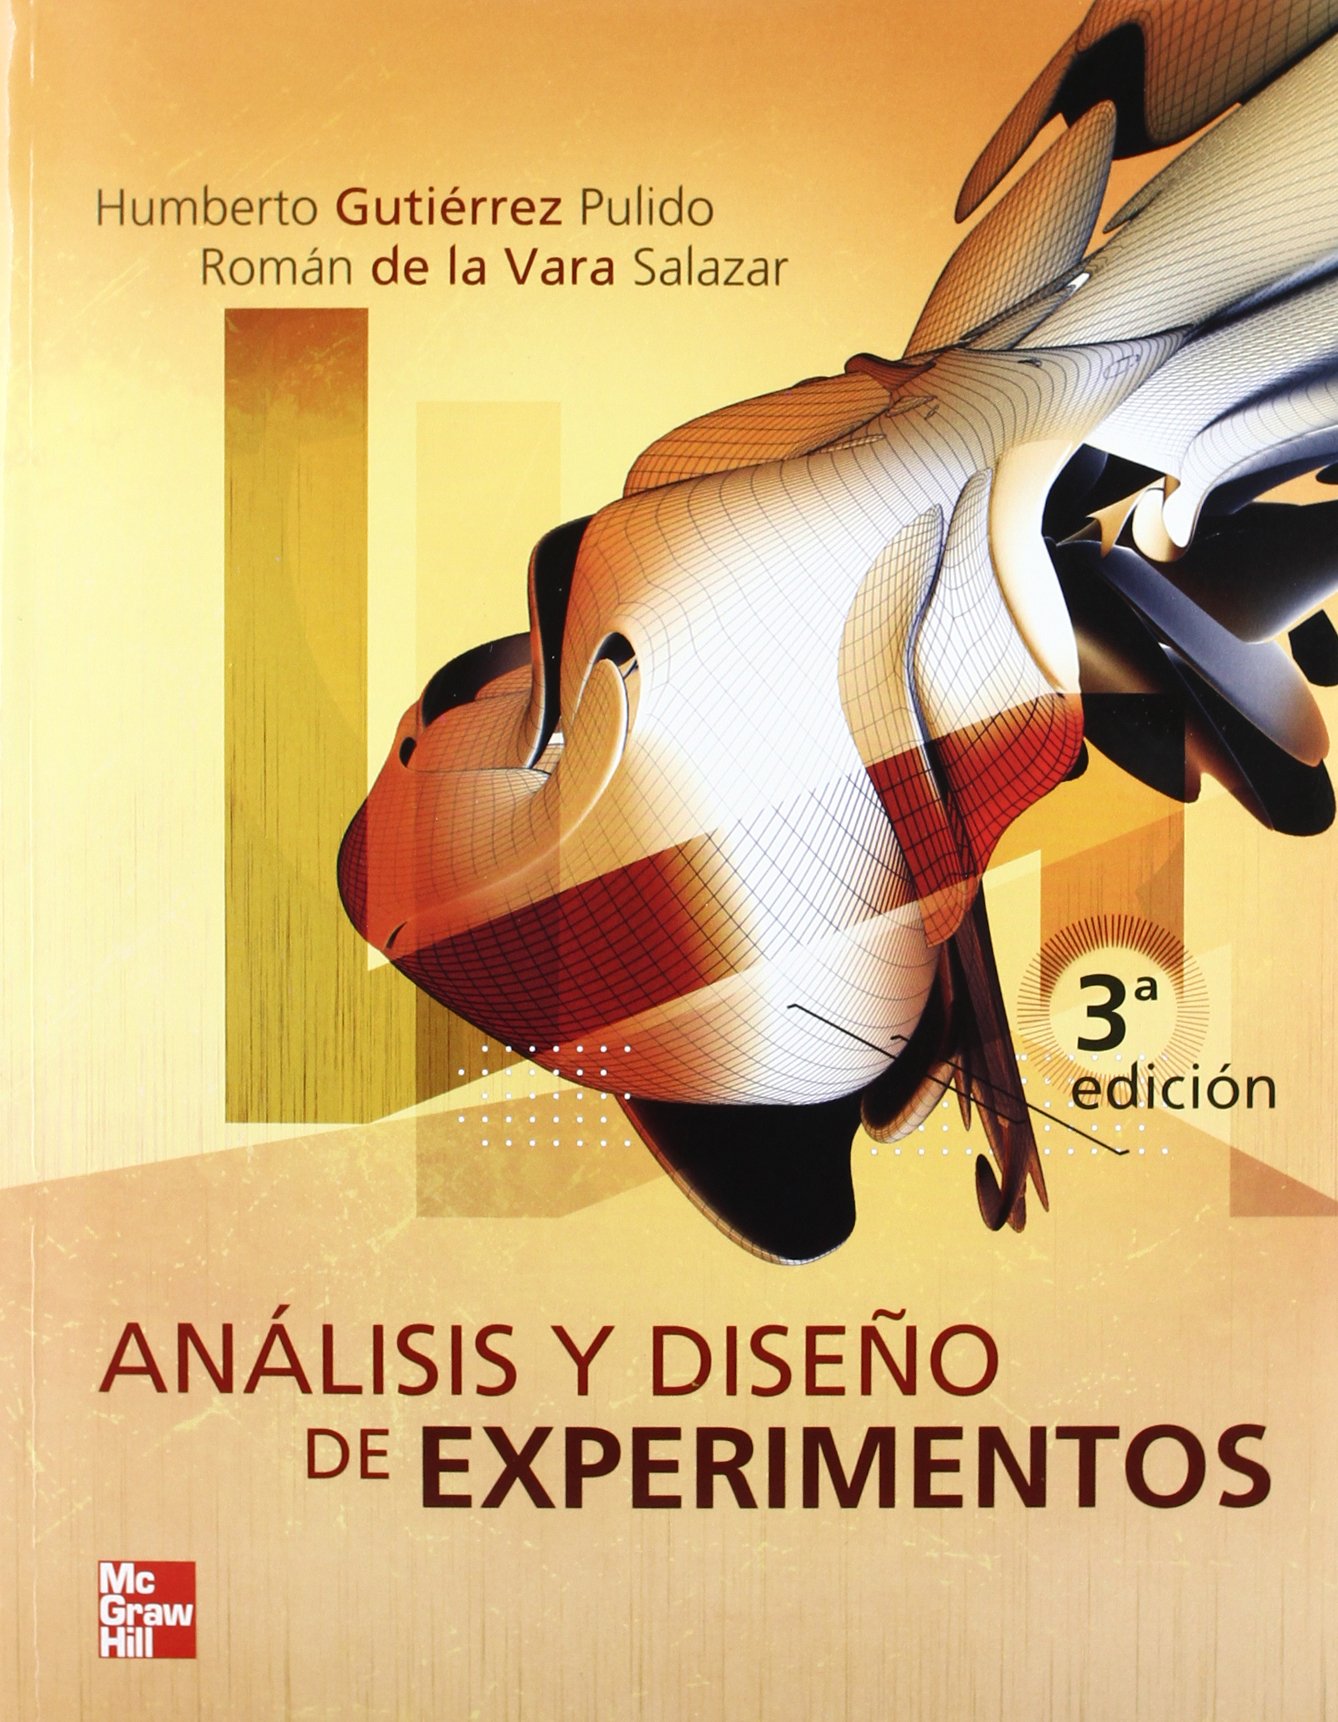 Humberto Gutiérrez Pulido
Román de la Vara Salazar
3ª
edición
ANÁLISIS Y DISEÑO
DE EXPERIMENTOS
Mc
Graw
Hill